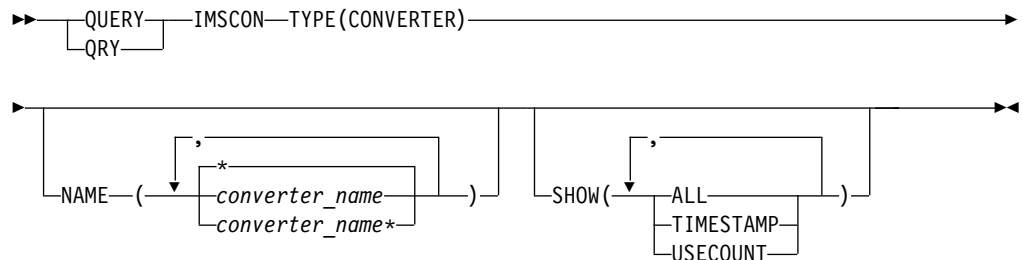 QUERY IMSCON TYPE(CONVERTER)
QRY
, ,
*
NAME ( converter_name ) SHOW( ALL )
converter_name* TIMESTAMP
USECOUNT